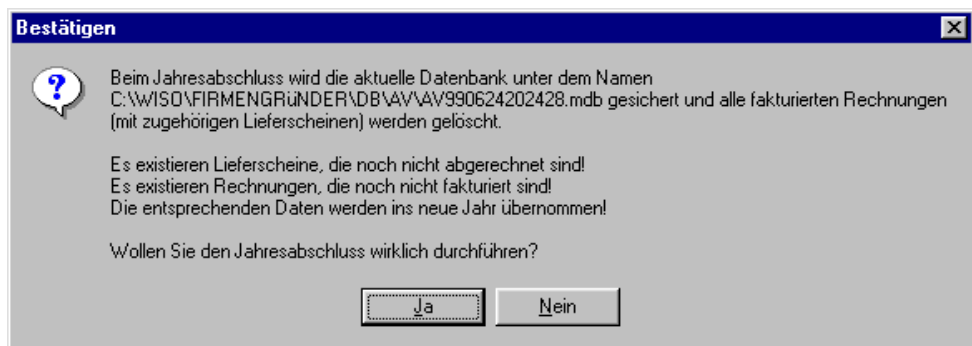 Bestätigen
Beim Jahresabschluss wird die aktuelle Datenbank unter dem Namen
C:\WISO\FIRMENGRüNDER\DB\AV\AV990624202428.mdb gesichert und alle fakturierten Rechnungen
(mit zugehörigen Lieferscheinen) werden gelöscht.
Es existieren Lieferscheine, die noch nicht abgerechnet sind!
Es existieren Rechnungen, die noch nicht fakturiert sind!
Die entsprechenden Daten werden ins neue Jahr übernommen!
Wollen Sie den Jahresabschluss wirklich durchführen?
Ja
Nein